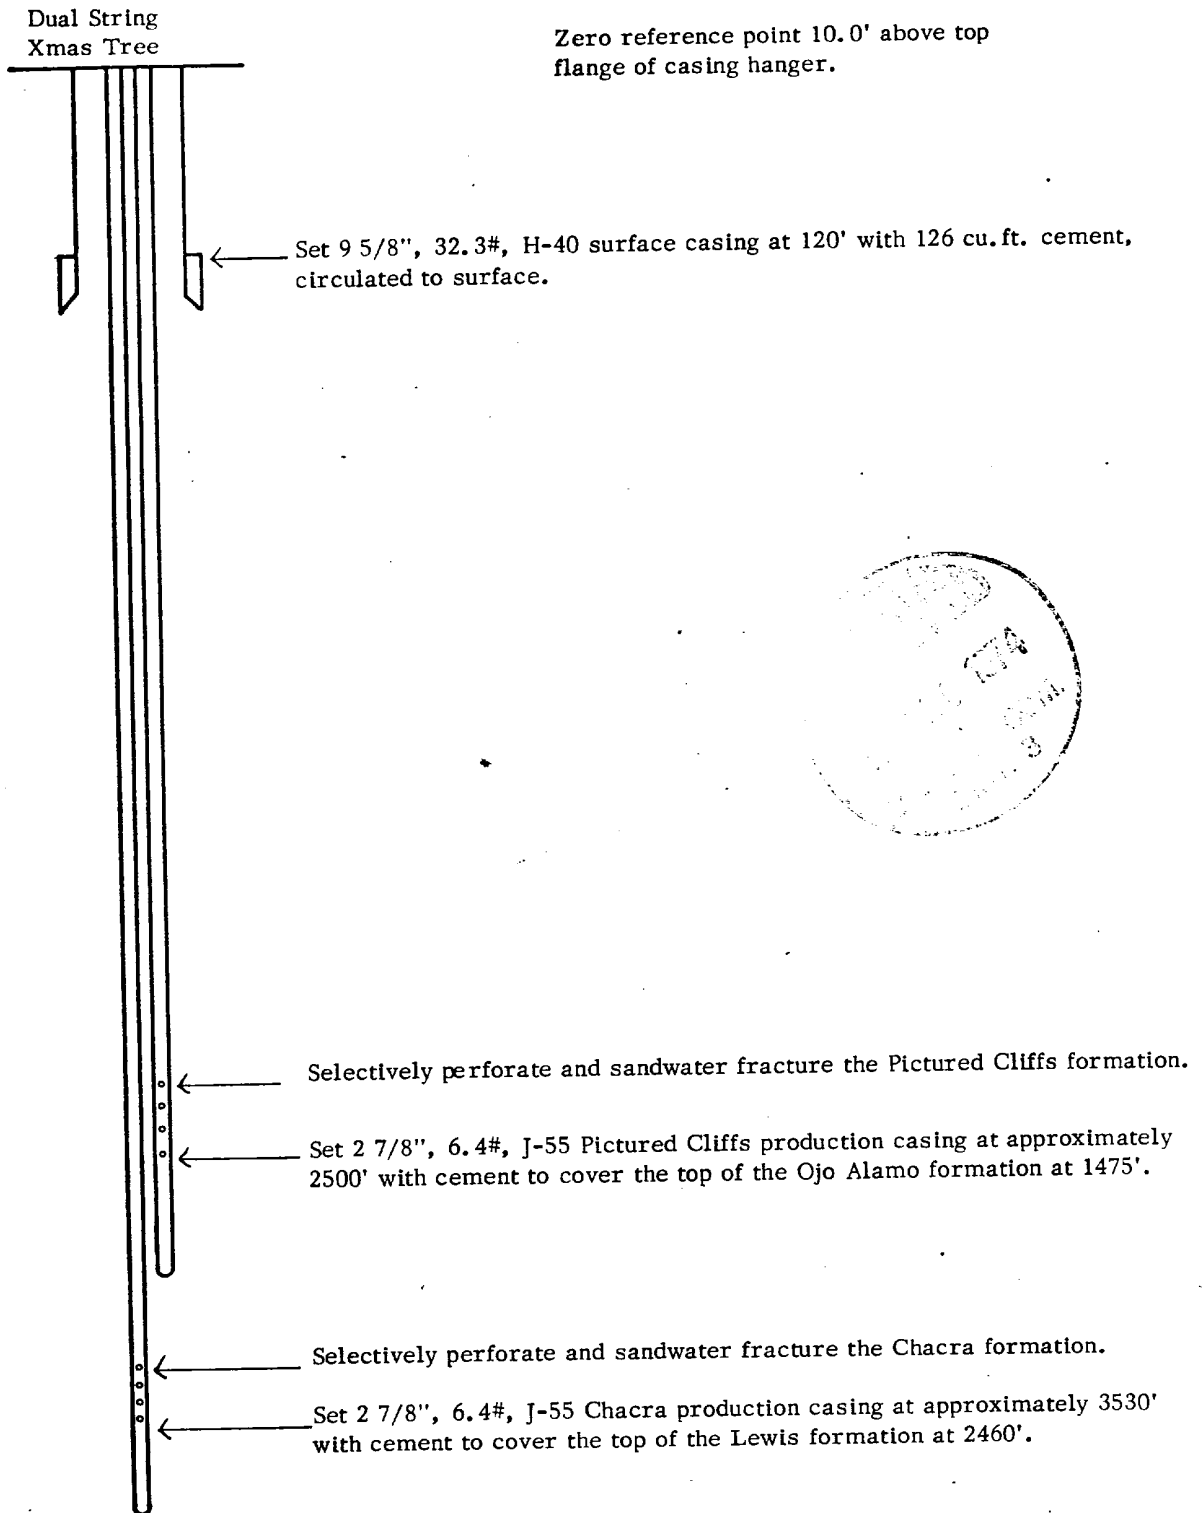 Dual String
Xmas Tree
Zero reference point 10.0' above top
flange of casing hanger.
Set 9 5/8", 32.3#, H-40 surface casing at 120' with 126 cu.ft. cement,
circulated to surface.
Selectively perforate and sandwater fracture the Pictured Cliffs formation.
Set 2 7/8", 6.4#, J-55 Pictured Cliffs production casing at approximately
2500' with cement to cover the top of the Ojo Alamo formation at 1475'.
Selectively perforate and sandwater fracture the Chacra formation.
Set 2 7/8", 6.4#, J-55 Chacra production casing at approximately 3530'
with cement to cover the top of the Lewis formation at 2460'.